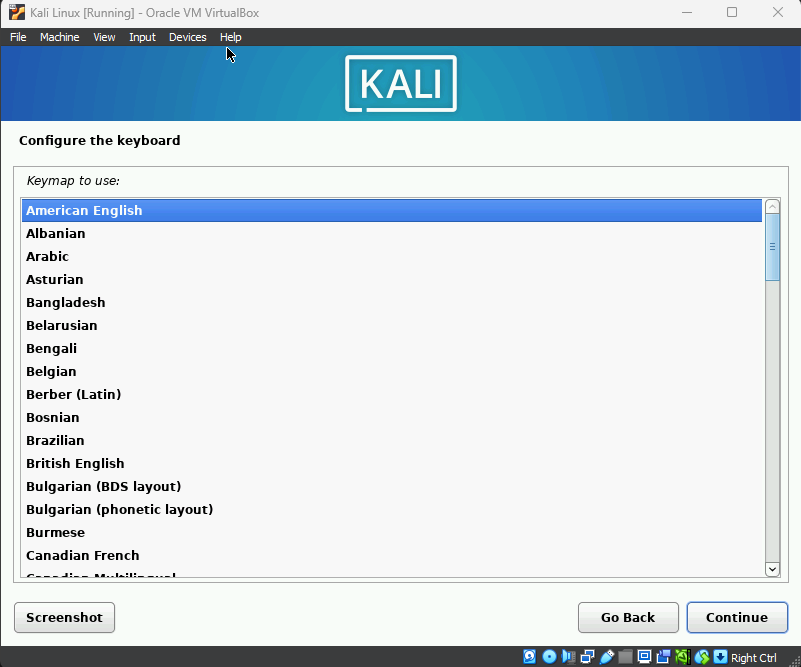 Kali Linux [Running] - Oracle VM VirtualBox
File Machine View Input Devices Help
KALI
Configure the keyboard
Keymap to use:
American English
Albanian
Arabic
Asturian
Bangladesh
Belarusian
Bengali
Belgian
Berber (Latin)
Bosnian
Brazilian
British English
Bulgarian (BDS layout)
Bulgarian (phonetic layout)
Burmese
Canadian French
Canadian Multilingual
Screenshot Go Back Continue
Right Ctrl